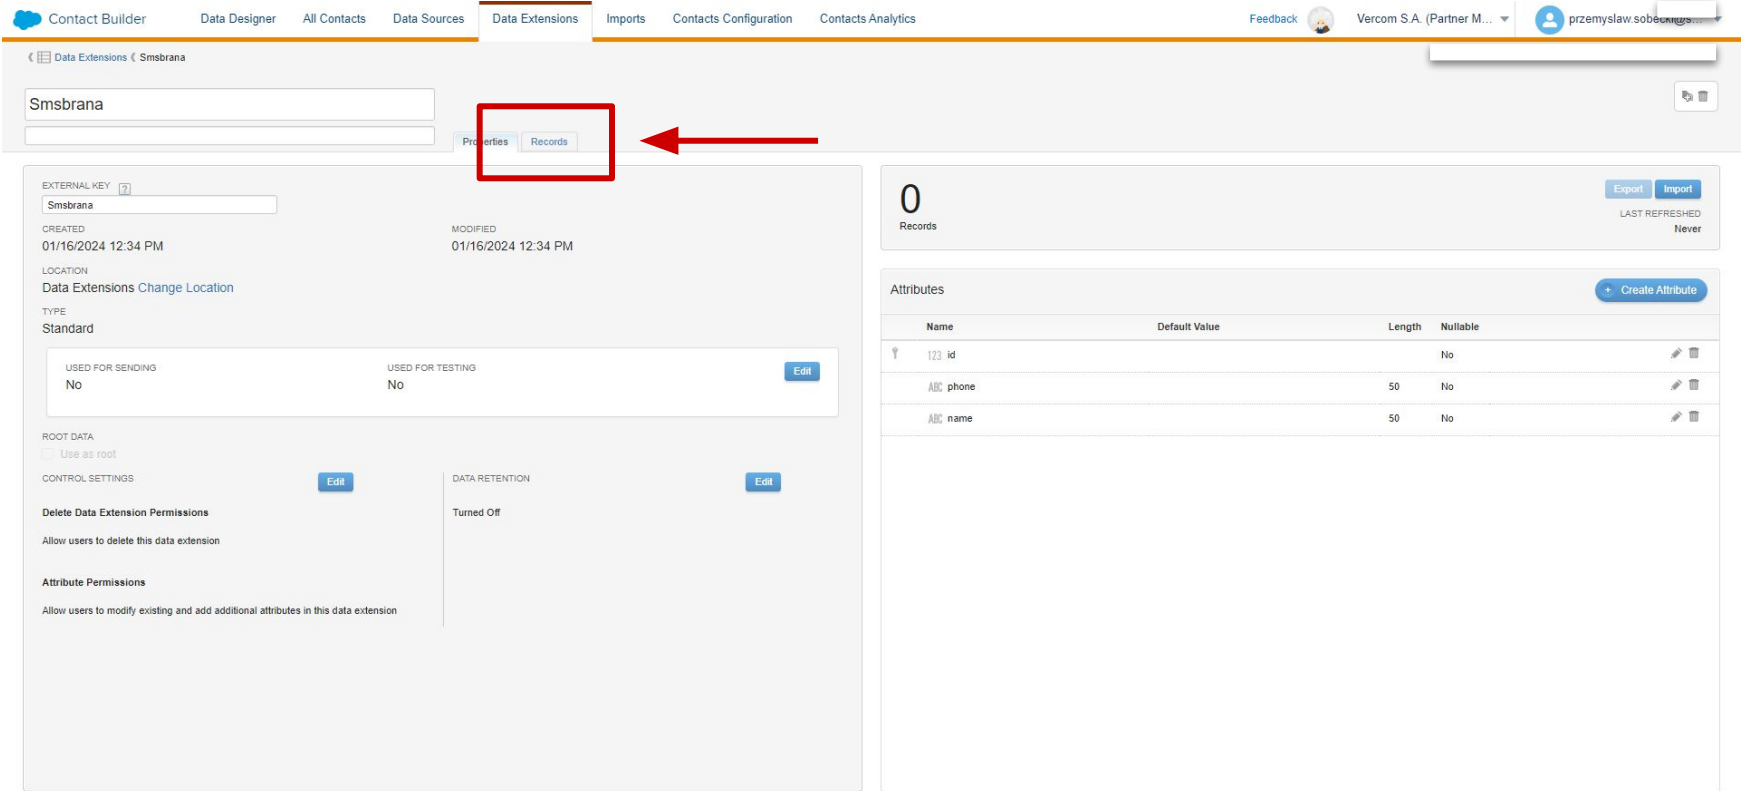 Contact Builder Data Designer All Contacts Data Sources Data Extensions Imports Contacts Configuration Contacts Analytics Feedback Vercom S.A. (Partner M... 
Data Extensions Smsbrana
Smsbrana
Properties Records
EXTERNAL KEY ?
Smsbrana
CREATED MODIFIED
01/16/2024 12:34 PM 01/16/2024 12:34 PM
LOCATION
Data Extensions Change Location
TYPE
Standard
USED FOR SENDING USED FOR TESTING Edit
No No
ROOT DATA
Use as root
CONTROL SETTINGS Edit DATA RETENTION Edit
Delete Data Extension Permissions Turned Off
Allow users to delete this data extension
Attribute Permissions
Allow users to modify existing and add additional attributes in this data extension
0
Records
Export Import
LAST REFRESHED
Never
Attributes + Create Attribute
Name Default Value Length Nullable
123 id No
ABC phone 50 No
ABC name 50 No